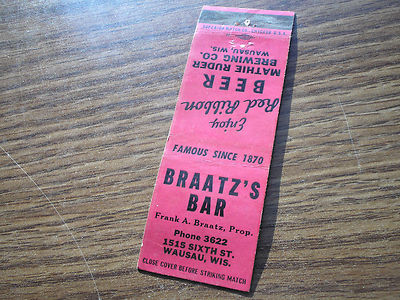 BRAATZ'S
BAR
Frank A. Braatz, Prop.
Phone 3622
1515 SIXTH ST.
WAUSAU, WIS.
CLOSE COVER BEFORE STRIKING MATCH
FAMOUS SINCE 1870
Enjoy
Red Ribbon
BEER
MATHIE RUDER
BREWING CO.
WAUSAU, WIS.